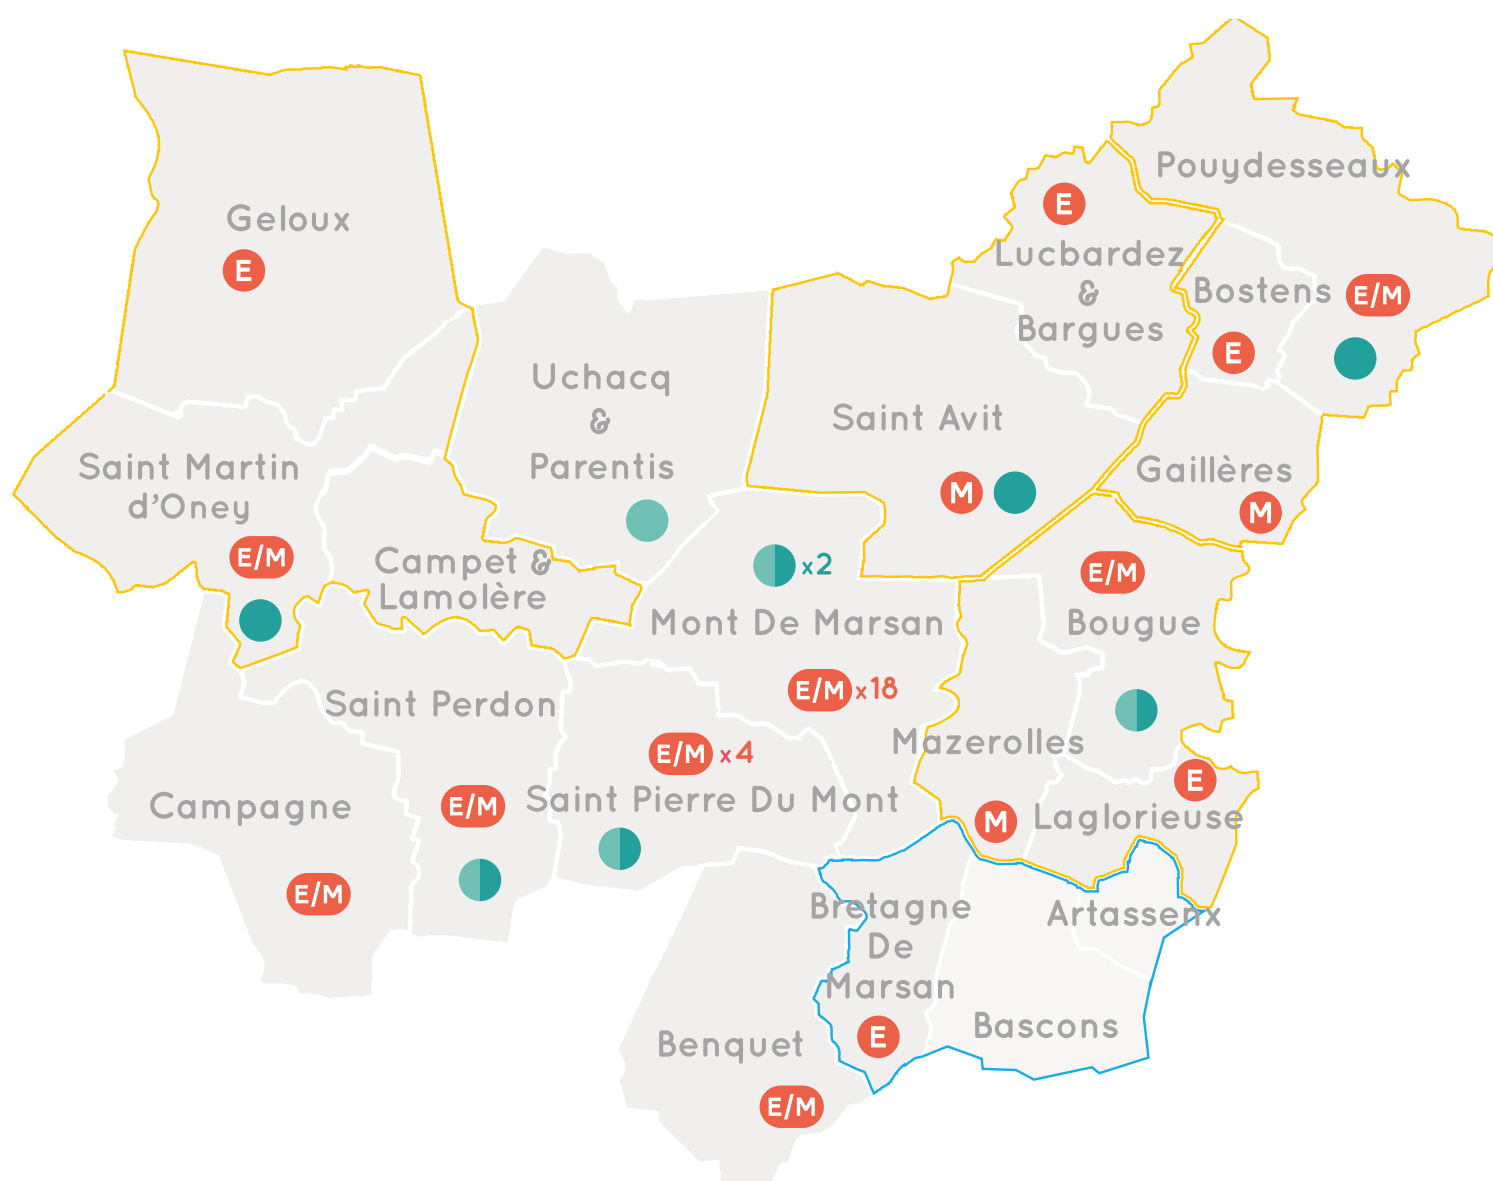 Pouydesseaux
E
Geloux
Lucbardez
&
Bargues
E
Bostens
E/M
E
Uchacq
&
Parentis
Saint Avit
M
Gaillères
M
Saint Martin
d'Oney
E/M
Campet &
Lamolère
x2
Mont De Marsan
E/M x18
E/M
Bougue
Saint Perdon
E/M
E/M x4
Saint Pierre Du Mont
Mazerolles
M
E
Laglorieuse
Campagne
E/M
Bretagne
De
Marsan
E
Artassenx
Bascons
Benquet
E/M